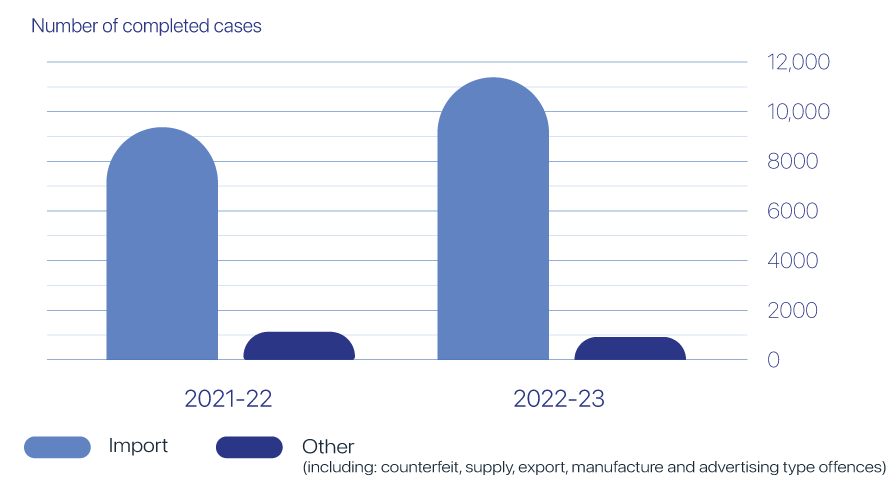 Number of completed cases
12,000
10,000
8000
6000
4000
2000
0
2021-22
2022-23
Import
Other
(including: counterfeit, supply, export, manufacture and advertising type offences)